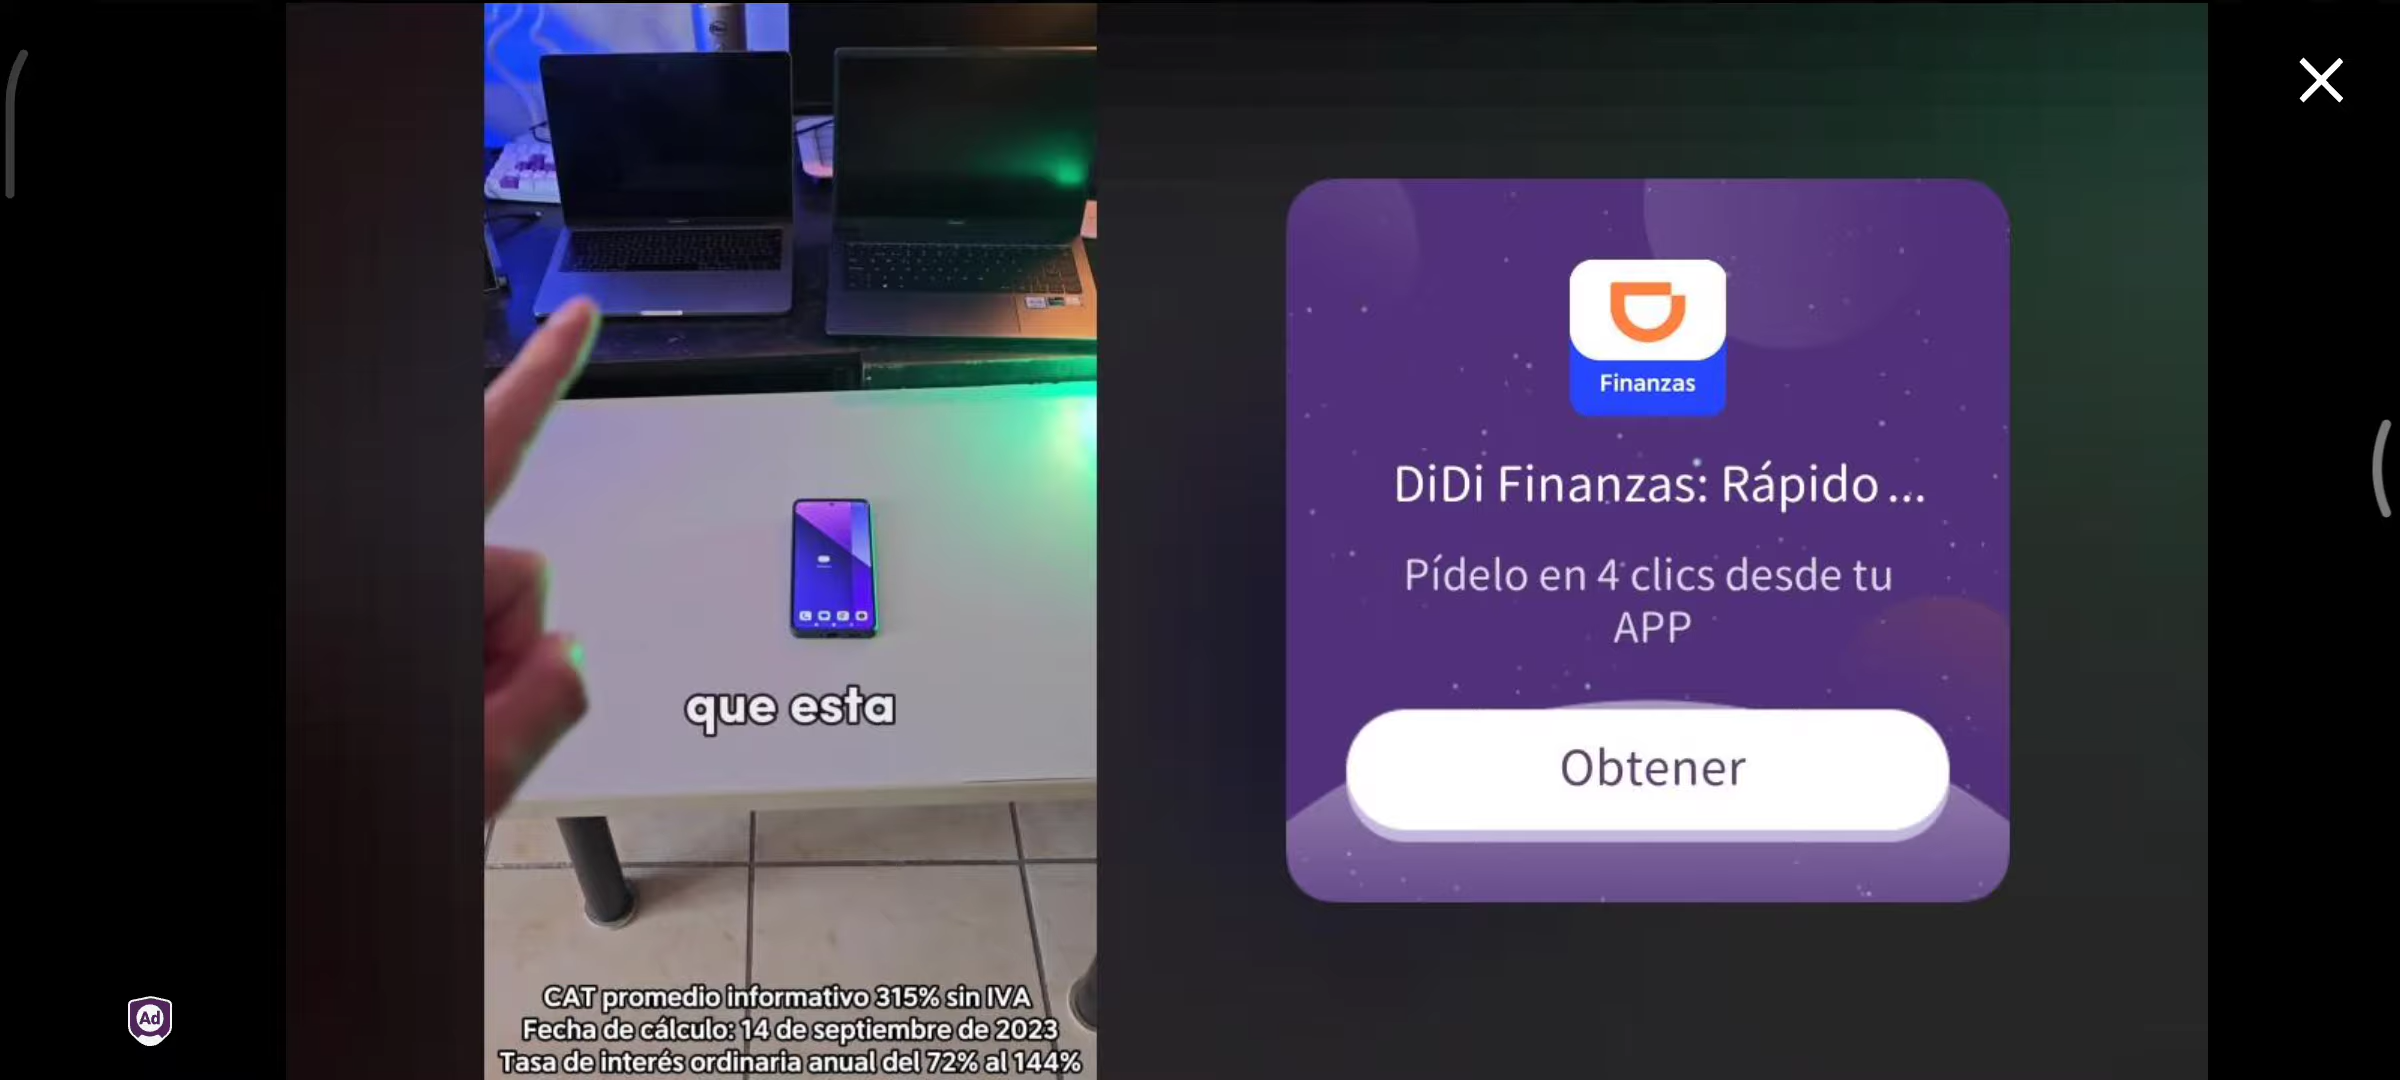 que esta
CAT promedio informativo 315% sin IVA
Fecha de cálculo: 14 de septiembre de 2023
Tasa de interés ordinaria anual del 72% al 144%
Finanzas
DiDi Finanzas: Rápido ...
Pídelo en 4 clics desde tu
APP
Obtener
Ad